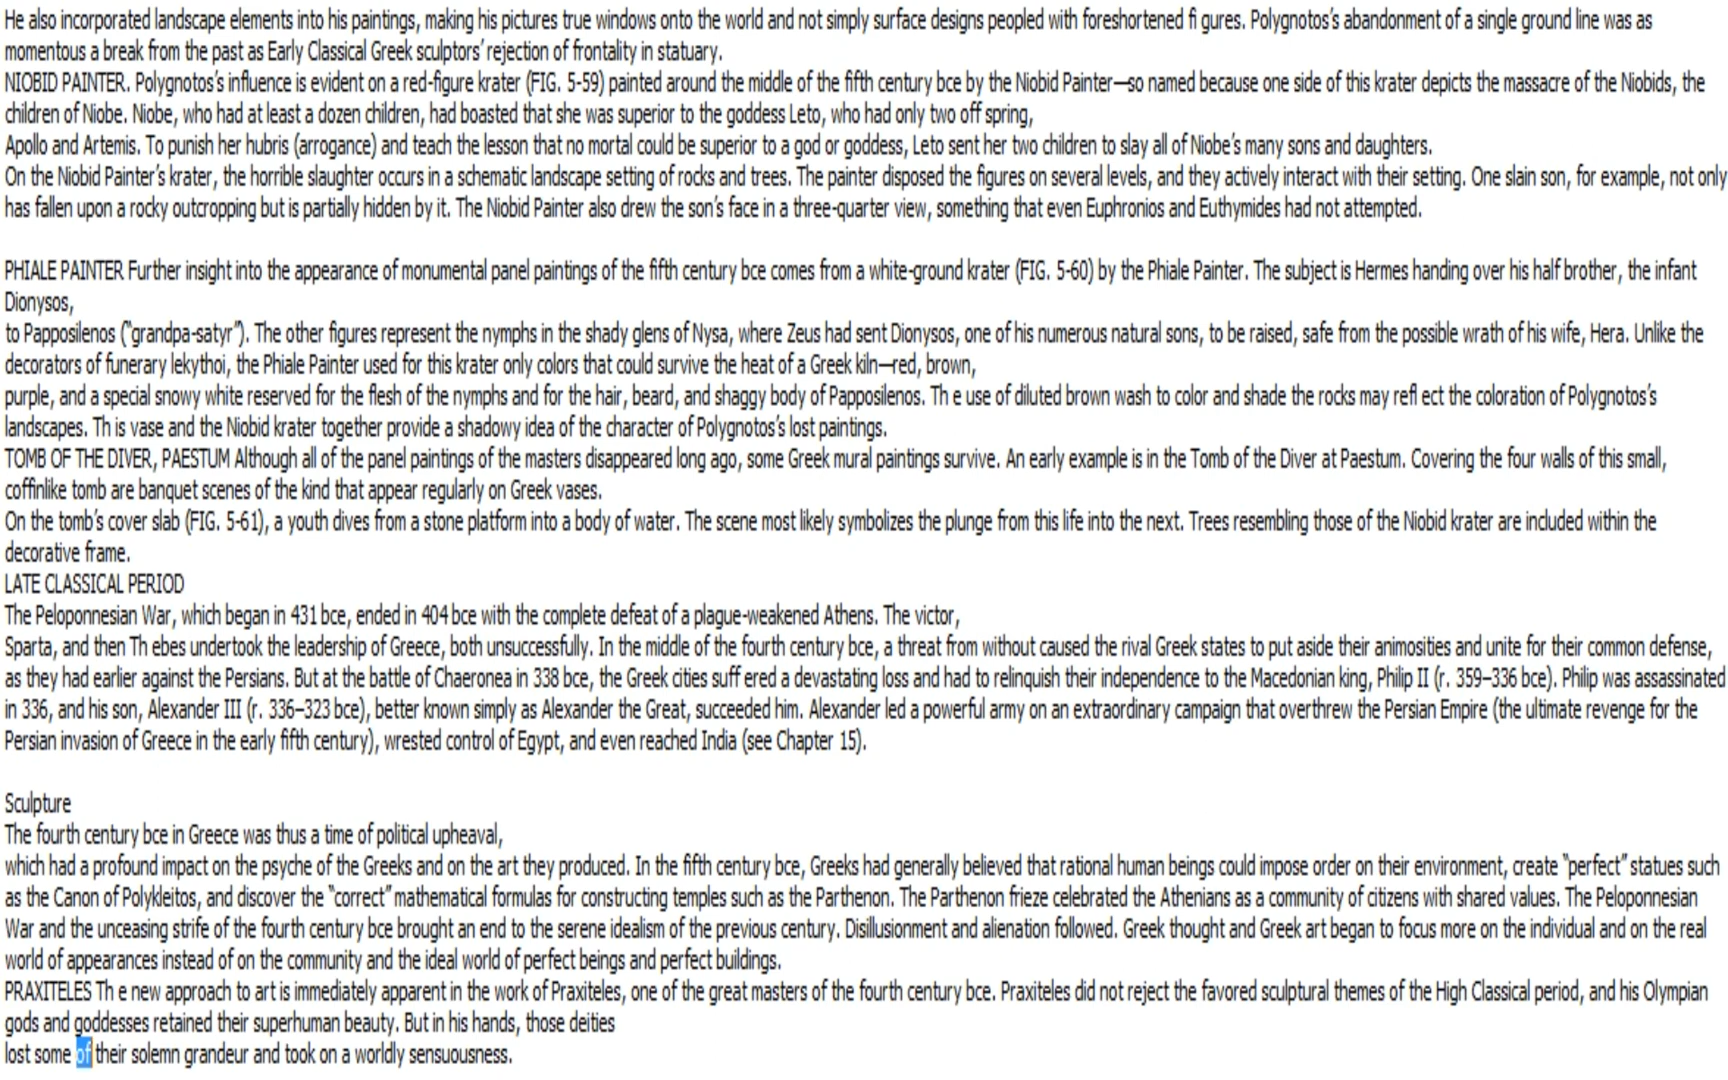 He also incorporated landscape elements into his paintings, making his pictures true windows onto the world and not simply surface designs peopled with foreshortened fi gures. Polygnotos's abandonment of a single ground line was as
momentous a break from the past as Early Classical Greek sculptors' rejection of frontality in statuary.
NIOBID PAINTER. Polygnotos's influence is evident on a red-figure krater (FIG. 5-59) painted around the middle of the fifth century bce by the Niobid Painter—so named because one side of this krater depicts the massacre of the Niobids, the
children of Niobe. Niobe, who had at least a dozen children, had boasted that she was superior to the goddess Leto, who had only two off spring,
Apollo and Artemis. To punish her hubris (arrogance) and teach the lesson that no mortal could be superior to a god or goddess, Leto sent her two children to slay all of Niobe's many sons and daughters.
On the Niobid Painter's krater, the horrible slaughter occurs in a schematic landscape setting of rocks and trees. The painter disposed the figures on several levels, and they actively interact with their setting. One slain son, for example, not only
has fallen upon a rocky outcropping but is partially hidden by it. The Niobid Painter also drew the son's face in a three-quarter view, something that even Euphronios and Euthymides had not attempted.
PHIALE PAINTER Further insight into the appearance of monumental panel paintings of the fifth century bce comes from a white-ground krater (FIG. 5-60) by the Phiale Painter. The subject is Hermes handing over his half brother, the infant
Dionysos,
to Papposilenos ("grandpa-satyr"). The other figures represent the nymphs in the shady glens of Nysa, where Zeus had sent Dionysos, one of his numerous natural sons, to be raised, safe from the possible wrath of his wife, Hera. Unlike the
decorators of funerary lekythoi, the Phiale Painter used for this krater only colors that could survive the heat of a Greek kiln—red, brown,
purple, and a special snowy white reserved for the flesh of the nymphs and for the hair, beard, and shaggy body of Papposilenos. Th e use of diluted brown wash to color and shade the rocks may refl ect the coloration of Polygnotos's
landscapes. Th is vase and the Niobid krater together provide a shadowy idea of the character of Polygnotos's lost paintings.
TOMB OF THE DIVER, PAESTUM Although all of the panel paintings of the masters disappeared long ago, some Greek mural paintings survive. An early example is in the Tomb of the Diver at Paestum. Covering the four walls of this small,
coffinlike tomb are banquet scenes of the kind that appear regularly on Greek vases.
On the tomb's cover slab (FIG. 5-61), a youth dives from a stone platform into a body of water. The scene most likely symbolizes the plunge from this life into the next. Trees resembling those of the Niobid krater are included within the
decorative frame.
LATE CLASSICAL PERIOD
The Peloponnesian War, which began in 431 bce, ended in 404 bce with the complete defeat of a plague-weakened Athens. The victor,
Sparta, and then Th ebes undertook the leadership of Greece, both unsuccessfully. In the middle of the fourth century bce, a threat from without caused the rival Greek states to put aside their animosities and unite for their common defense,
as they had earlier against the Persians. But at the battle of Chaeronea in 338 bce, the Greek cities suff ered a devastating loss and had to relinquish their independence to the Macedonian king, Philip II (r. 359–336 bce). Philip was assassinated
in 336, and his son, Alexander III (r. 336–323 bce), better known simply as Alexander the Great, succeeded him. Alexander led a powerful army on an extraordinary campaign that overthrew the Persian Empire (the ultimate revenge for the
Persian invasion of Greece in the early fifth century), wrested control of Egypt, and even reached India (see Chapter 15).
Sculpture
The fourth century bce in Greece was thus a time of political upheaval,
which had a profound impact on the psyche of the Greeks and on the art they produced. In the fifth century bce, Greeks had generally believed that rational human beings could impose order on their environment, create "perfect" statues such
as the Canon of Polykleitos, and discover the "correct" mathematical formulas for constructing temples such as the Parthenon. The Parthenon frieze celebrated the Athenians as a community of citizens with shared values. The Peloponnesian
War and the unceasing strife of the fourth century bce brought an end to the serene idealism of the previous century. Disillusionment and alienation followed. Greek thought and Greek art began to focus more on the individual and on the real
world of appearances instead of on the community and the ideal world of perfect beings and perfect buildings.
PRAXITELES Th e new approach to art is immediately apparent in the work of Praxiteles, one of the great masters of the fourth century bce. Praxiteles did not reject the favored sculptural themes of the High Classical period, and his Olympian
gods and goddesses retained their superhuman beauty. But in his hands, those deities
lost some of their solemn grandeur and took on a worldly sensuousness.